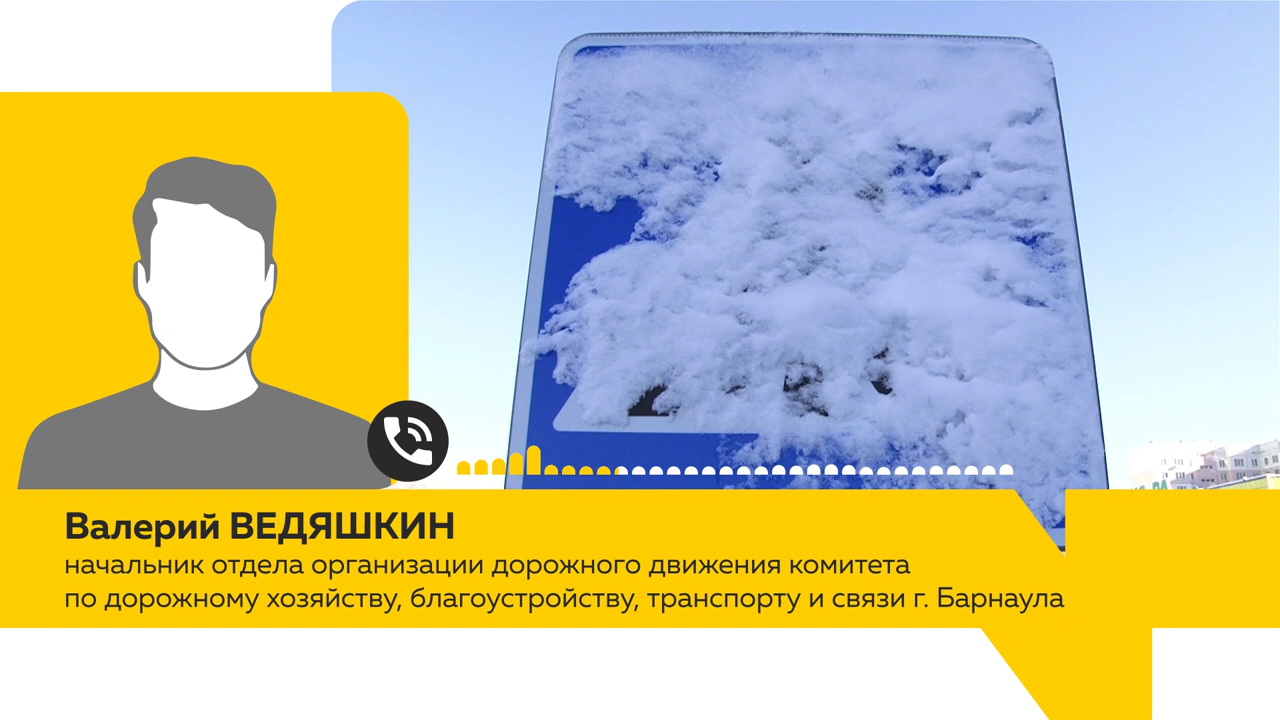 Валерий ВЕДЯШКИН
начальник отдела организации дорожного движения комитета
по дорожному хозяйству, благоустройству, транспорту и связи г. Барнаула